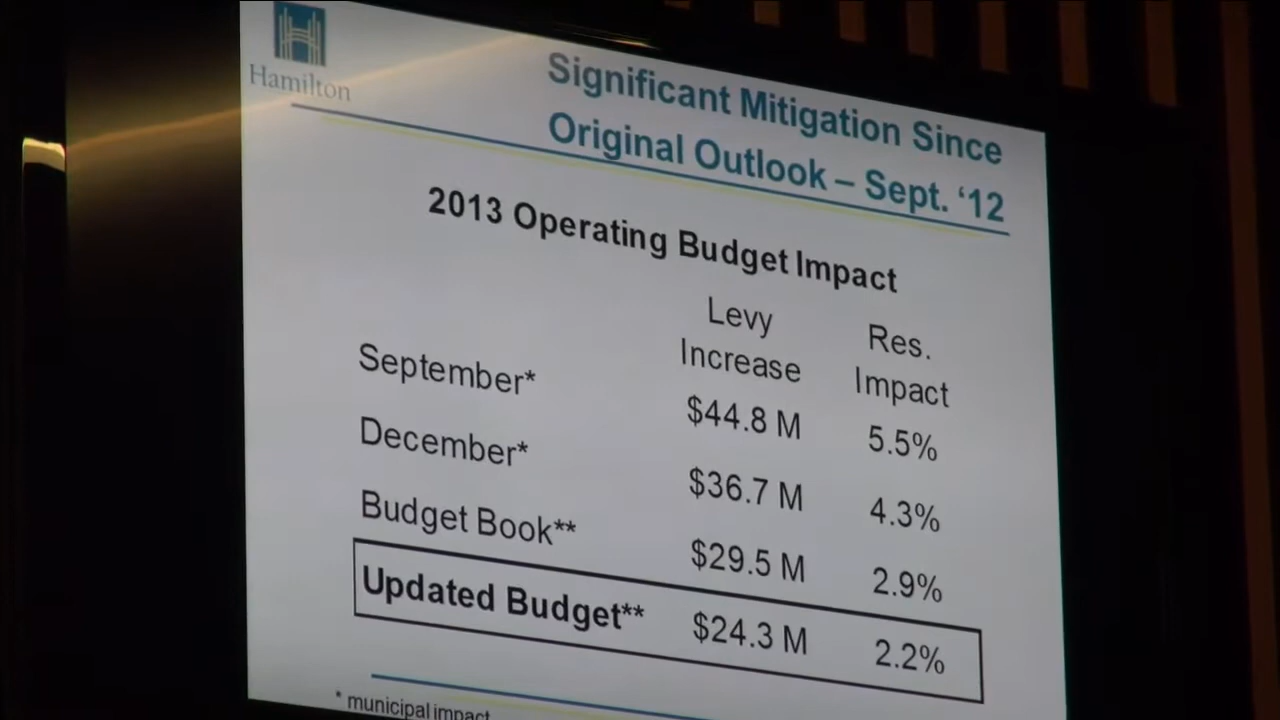 Hamilton
Significant Mitigation Since
Original Outlook – Sept. ‘12
2013 Operating Budget Impact
Levy Increase
Res. Impact
September* $44.8 M 5.5%
December* $36.7 M 4.3%
Budget Book** $29.5 M 2.9%
Updated Budget** $24.3 M 2.2%
* municipal impact